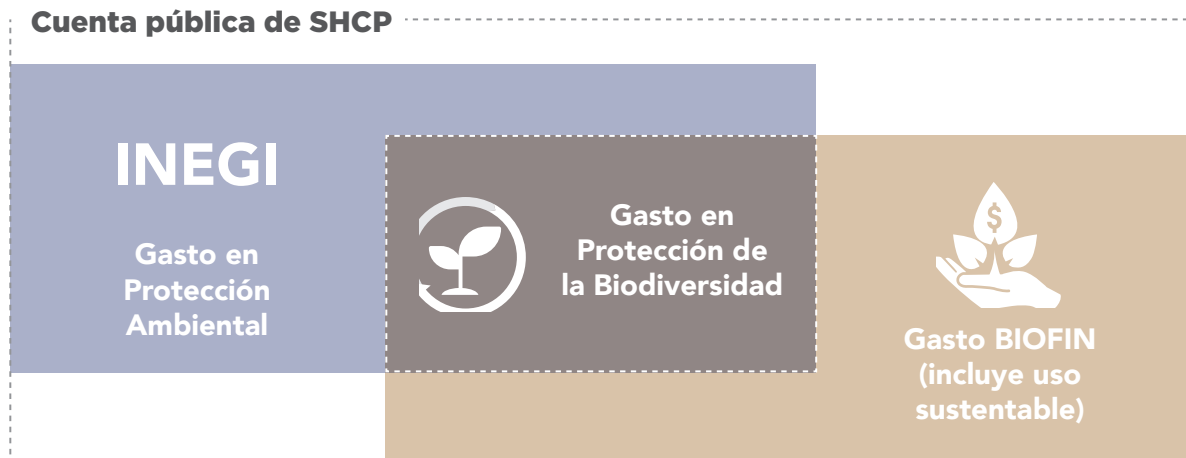 Cuenta pública de SHCP
INEGI
Gasto en
Protección
Ambiental
Gasto en
Protección de
la Biodiversidad
$
Gasto BIOFIN
(incluye uso
sustentable)